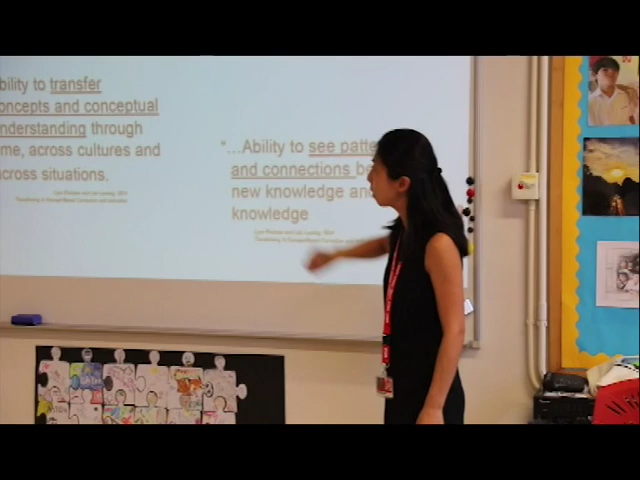 bility to transfer
oncepts and conceptual
nderstanding through
me, across cultures and
cross situations.
"...Ability to see patte
and connections be
new knowledge an
knowledge